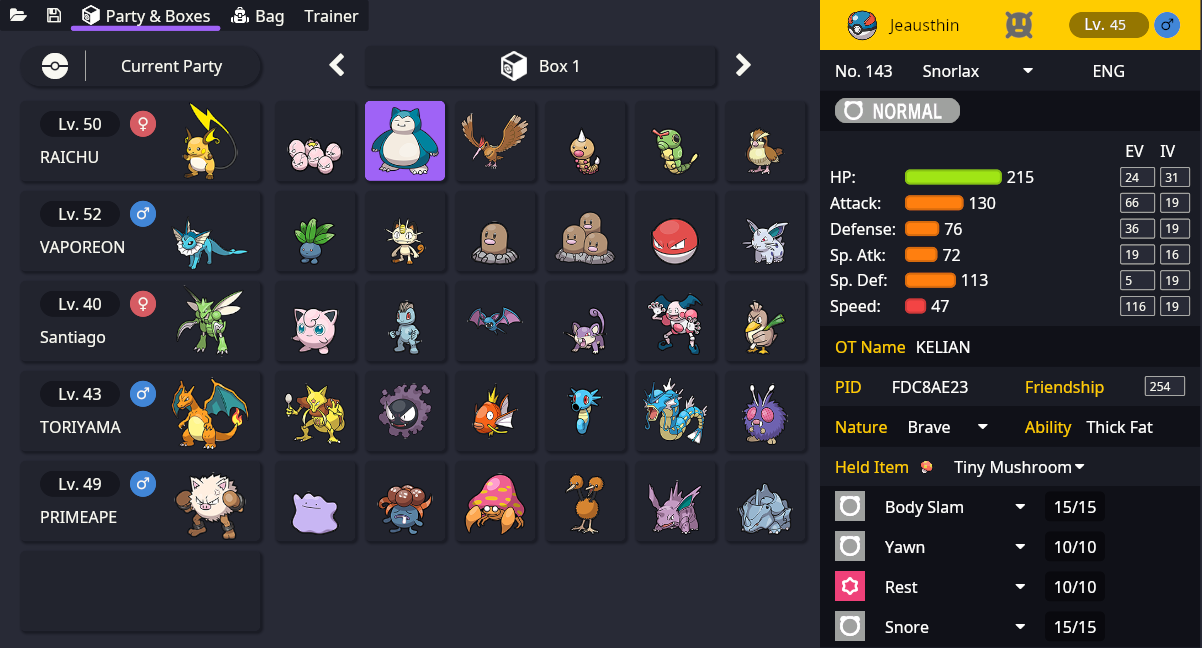 Party & Boxes Bag Trainer
Current Party
Box 1
Lv. 50
RAICHU
Lv. 52
VAPOREON
Lv. 40
Santiago
Lv. 43
TORIYAMA
Lv. 49
PRIMEAPE
Jeausthin Lv. 45
No. 143 Snorlax ENG
NORMAL
EV IV
HP: 215 24 31
Attack: 130 66 19
Defense: 76 36 19
Sp. Atk: 72 19 16
Sp. Def: 113 5 19
Speed: 47 116 19
OT Name KELIAN
PID FDC8AE23 Friendship 254
Nature Brave Ability Thick Fat
Held Item Tiny Mushroom
Body Slam 15/15
Yawn 10/10
Rest 10/10
Snore 15/15